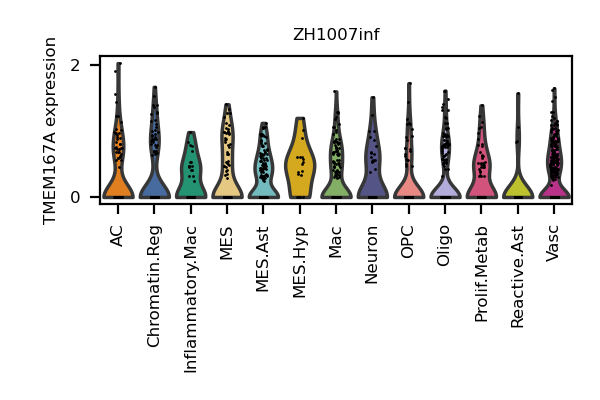 ZH1007inf
TMEM167A expression
2
0
AC
Chromatin.Reg
Inflammatory.Mac
MES
MES.Ast
MES.Hyp
Mac
Neuron
OPC
Oligo
Prolif.Metab
Reactive.Ast
Vasc